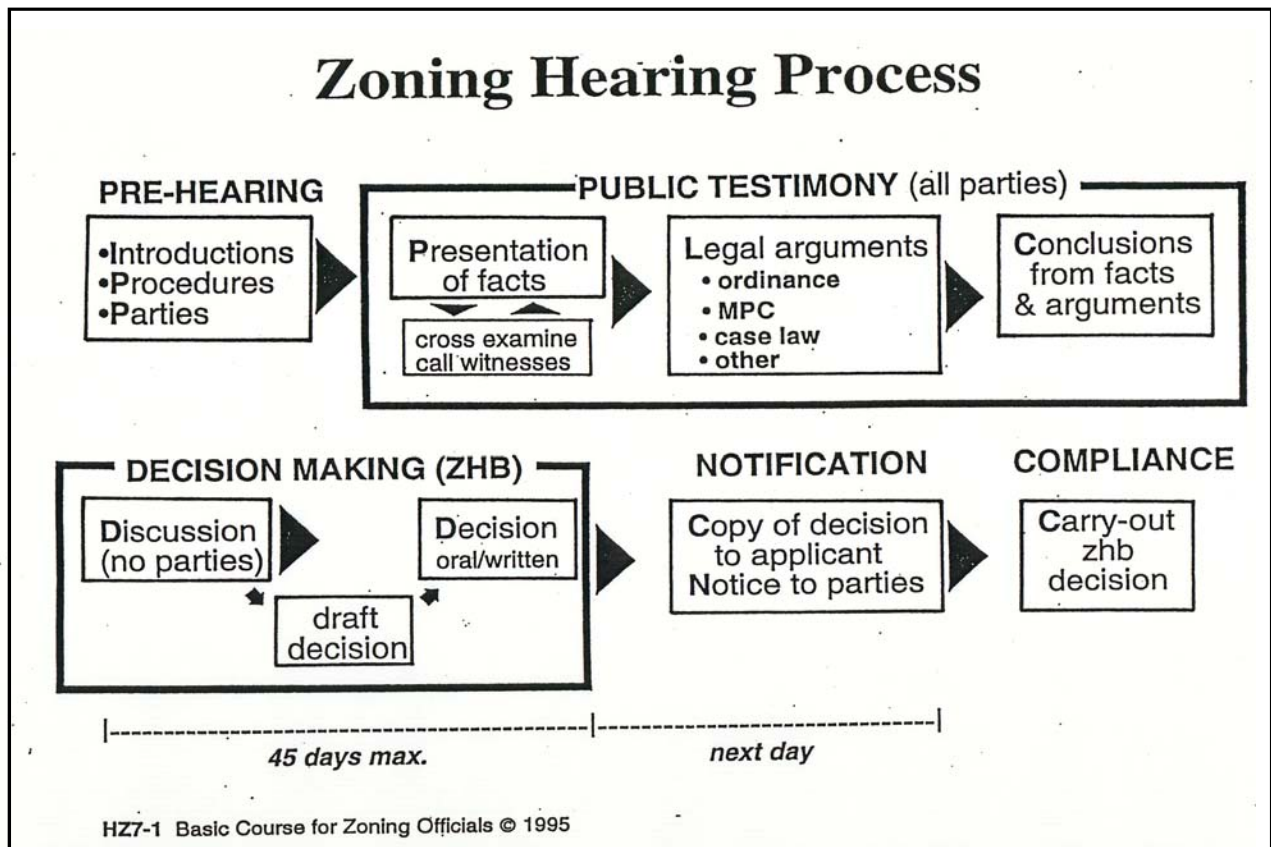 Zoning Hearing Process
PRE-HEARING
•Introductions
•Procedures
•Parties
PUBLIC TESTIMONY (all parties)
Presentation
of facts
cross examine
call witnesses
Legal arguments
• ordinance
• MPC
• case law
• other
Conclusions
from facts
& arguments
DECISION MAKING (ZHB)
Discussion
(no parties)
draft
decision
Decision
oral/written
NOTIFICATION
Copy of decision
to applicant
Notice to parties
COMPLIANCE
Carry-out
zhb
decision
45 days max.
next day
HZ7-1 Basic Course for Zoning Officials © 1995